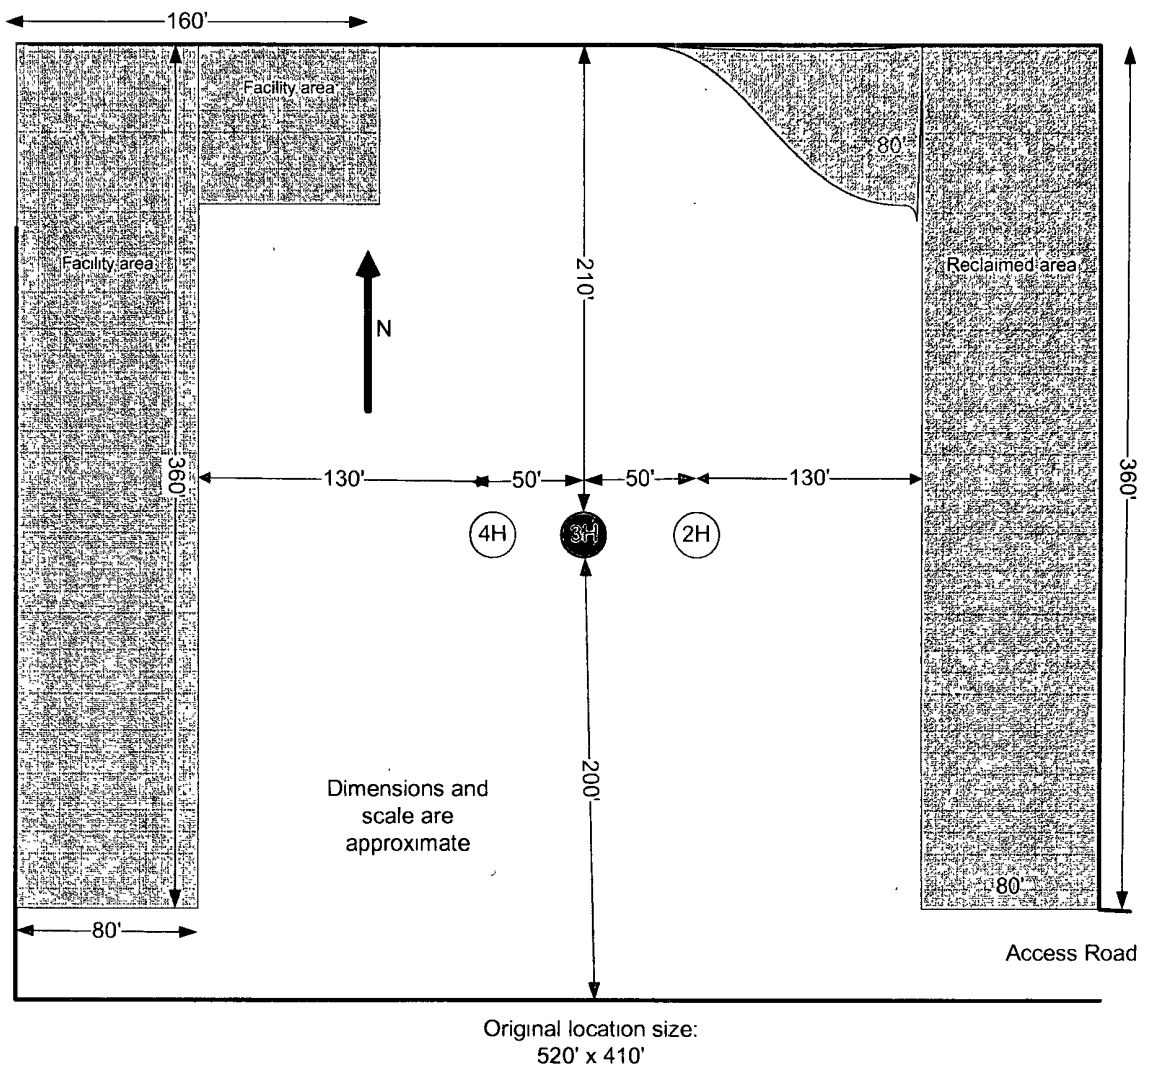 160'
Facility area
80'
210'
Facility area
Reclaimed area
N
360'
130'
50'
50'
130'
360'
4H
3H
2H
200'
Dimensions and
scale are
approximate
80'
80'
Access Road
Original location size:
520' x 410'